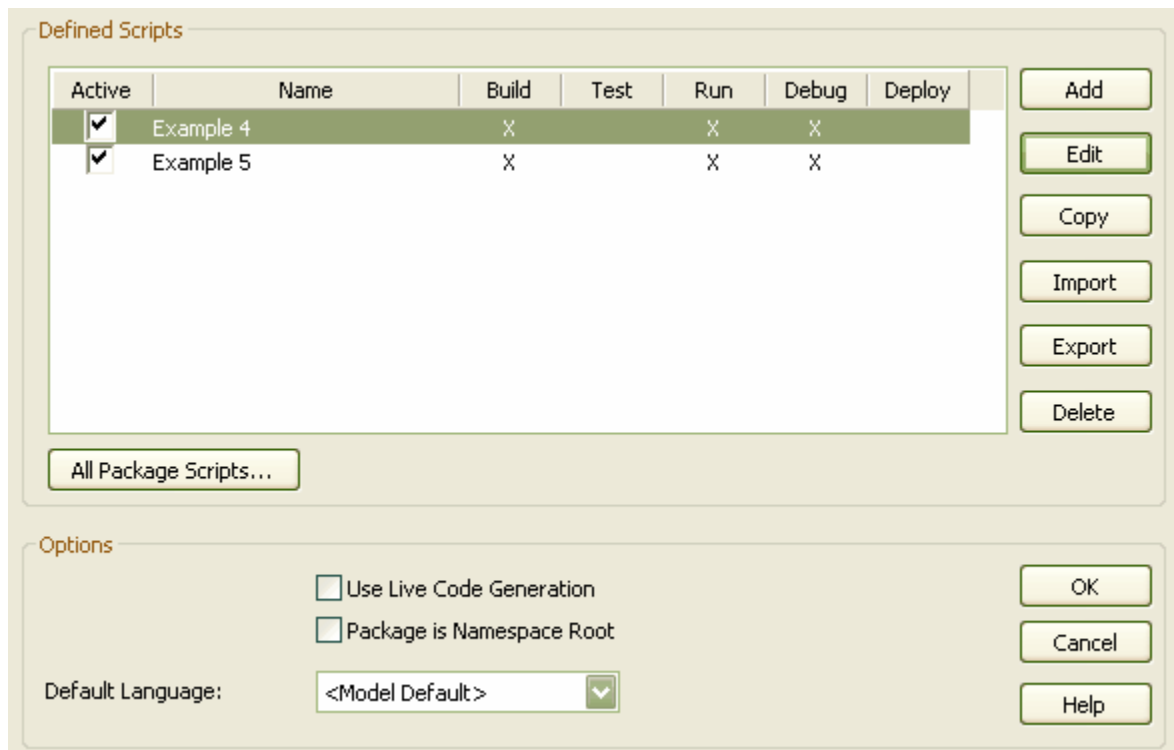 Defined Scripts
Active Name Build Test Run Debug Deploy
Example 4 X X X
Example 5 X X X
Add
Edit
Copy
Import
Export
Delete
All Package Scripts...
Options
Use Live Code Generation
Package is Namespace Root
Default Language: <Model Default>
OK
Cancel
Help